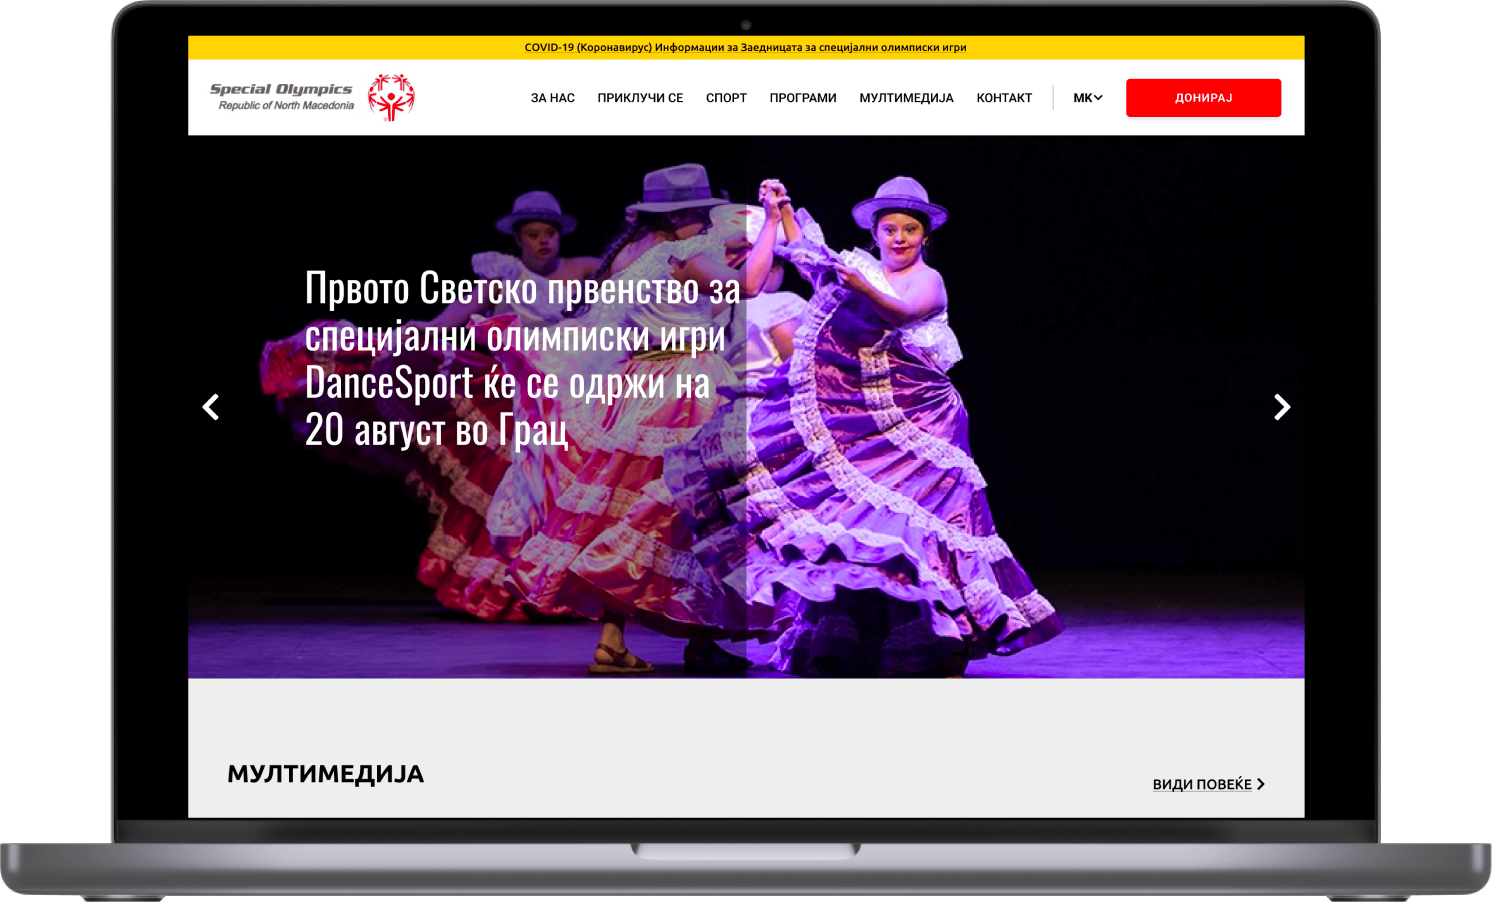 COVID-19 (Коронавирус) Информации за Заедницата за специјални олимписки игри
Special Olympics
Republic of North Macedonia
ЗА НАС
ПРИКЛУЧИ СЕ
СПОРТ
ПРОГРАМИ
МУЛТИМЕДИЈА
КОНТАКТ
МК
ДОНИРАЈ
Првото Светско првенство за
специјални олимписки игри
DanceSport ќе се одржи на
20 август во Грац
МУЛТИМЕДИЈА
ВИДИ ПОВЕЌЕ